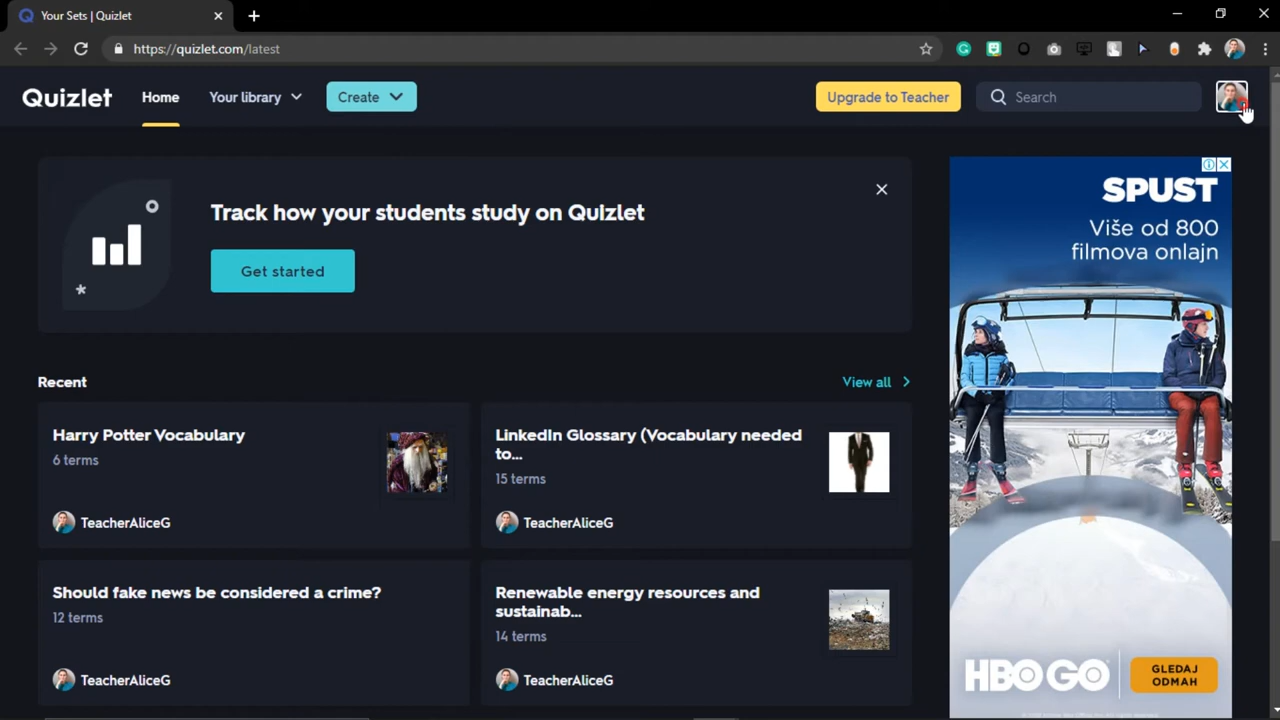 Your Sets | Quizlet
https://quizlet.com/latest
Quizlet
Home
Your library
Create
Upgrade to Teacher
Search
Track how your students study on Quizlet
Get started
Recent
View all
Harry Potter Vocabulary
6 terms
TeacherAliceG
LinkedIn Glossary (Vocabulary needed
to...
15 terms
TeacherAliceG
Should fake news be considered a crime?
12 terms
TeacherAliceG
Renewable energy resources and
sustainab...
14 terms
TeacherAliceG
SPUST
Više od 800
filmova onlajn
HBO GO
GLEDAJ
ODMAH